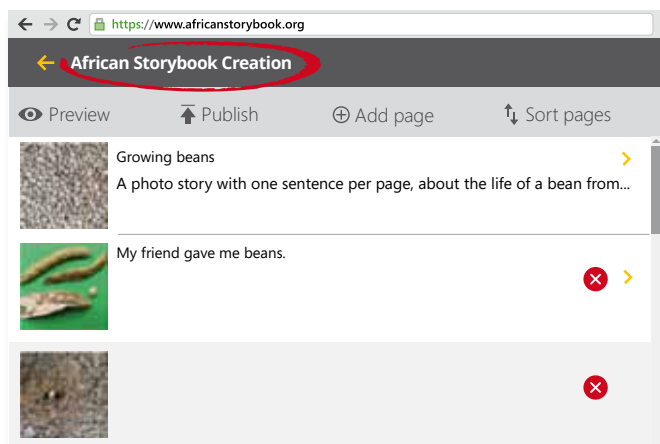 https://www.africanstorybook.org
African Storybook Creation
Preview Publish Add page Sort pages
Growing beans
A photo story with one sentence per page, about the life of a bean from...
My friend gave me beans.